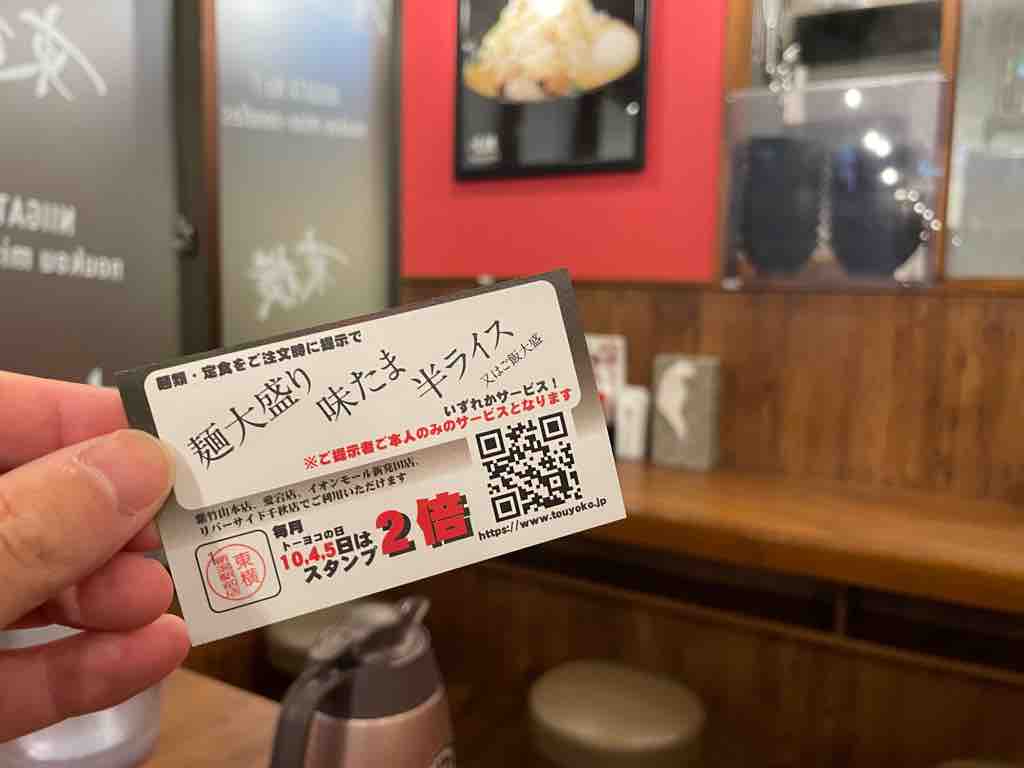 麺類・定食をご注文時に提示で
麺大盛り
味たま
半ライス
又はご飯大盛
いずれかサービス！
※ご提示者ご本人のみのサービスとなります
紫竹山本店、愛宕店、イオンモール新発田店、
リバーサイド千秋店でご利用いただけます
毎月
トーヨコの日
10,4,5日は
スタンプ
2倍
https://www.touyoko.jp
東横